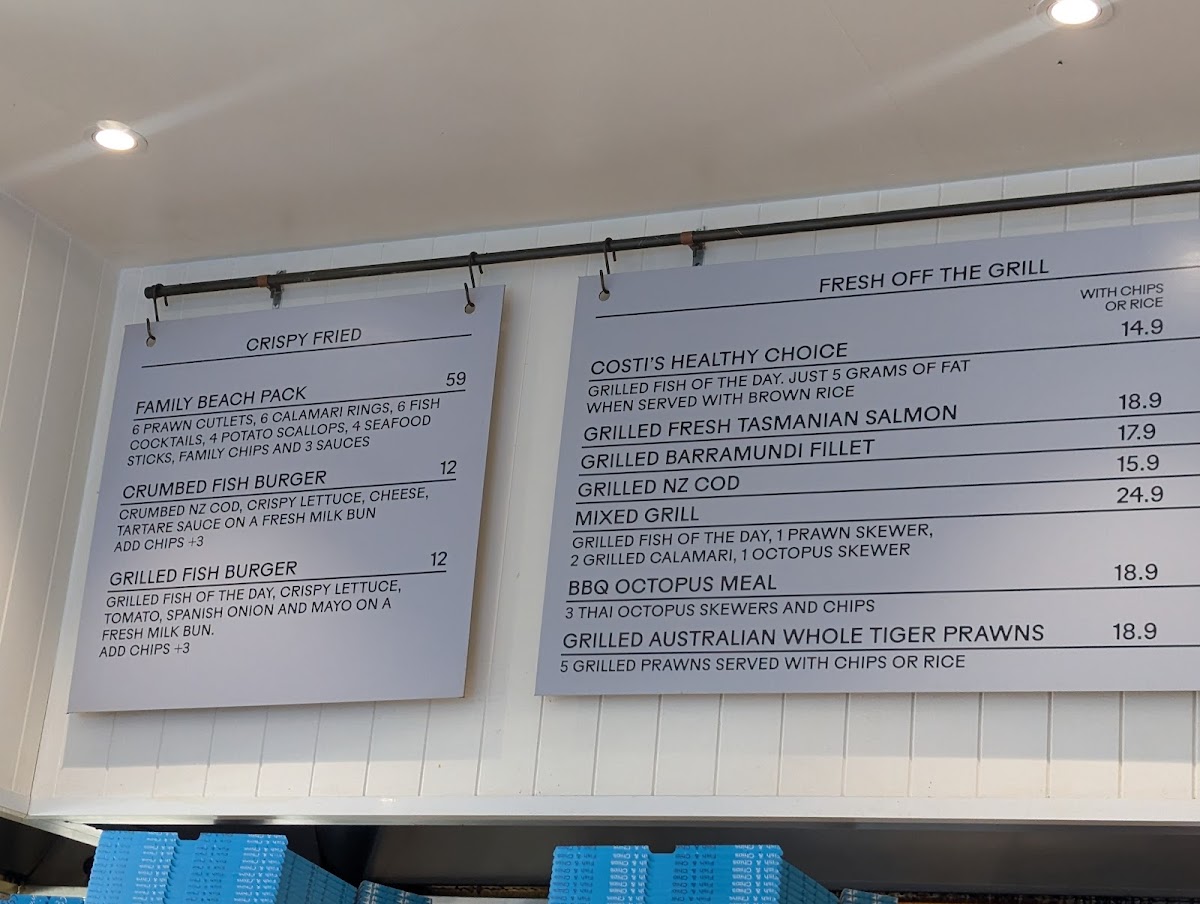 CRISPY FRIED
FAMILY BEACH PACK 59
6 PRAWN CUTLETS, 6 CALAMARI RINGS, 6 FISH
COCKTAILS, 4 POTATO SCALLOPS, 4 SEAFOOD
STICKS, FAMILY CHIPS AND 3 SAUCES
CRUMBED FISH BURGER 12
CRUMBED NZ COD, CRISPY LETTUCE, CHEESE,
TARTARE SAUCE ON A FRESH MILK BUN
ADD CHIPS +3
GRILLED FISH BURGER 12
GRILLED FISH OF THE DAY, CRISPY LETTUCE,
TOMATO, SPANISH ONION AND MAYO ON A
FRESH MILK BUN.
ADD CHIPS +3
FRESH OFF THE GRILL
WITH CHIPS
OR RICE
COSTI'S HEALTHY CHOICE 14.9
GRILLED FISH OF THE DAY. JUST 5 GRAMS OF FAT
WHEN SERVED WITH BROWN RICE
GRILLED FRESH TASMANIAN SALMON 18.9
GRILLED BARRAMUNDI FILLET 17.9
GRILLED NZ COD 15.9
MIXED GRILL 24.9
GRILLED FISH OF THE DAY, 1 PRAWN SKEWER,
2 GRILLED CALAMARI, 1 OCTOPUS SKEWER
BBQ OCTOPUS MEAL 18.9
3 THAI OCTOPUS SKEWERS AND CHIPS
GRILLED AUSTRALIAN WHOLE TIGER PRAWNS 18.9
5 GRILLED PRAWNS SERVED WITH CHIPS OR RICE